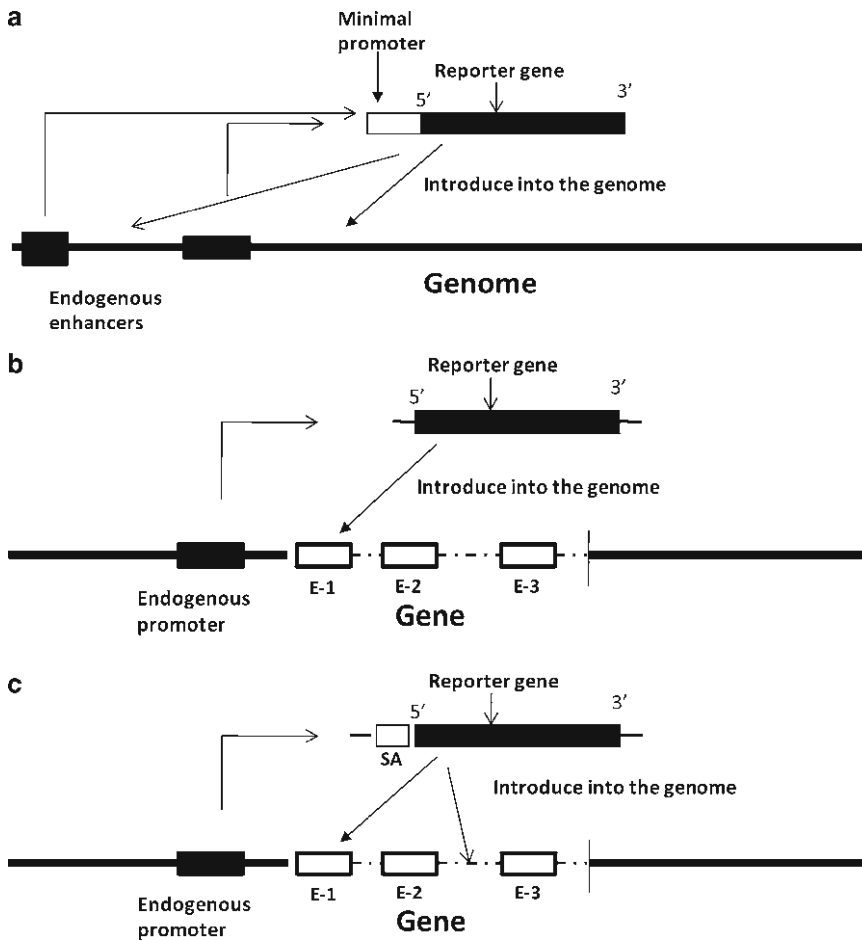 a
Minimal
promoter
Reporter gene
5′
3′
Introduce into the genome
Genome
Endogenous
enhancers
b
Reporter gene
5′
3′
Introduce into the genome
E-1
E-2
E-3
Endogenous
promoter
Gene
c
Reporter gene
5′
3′
SA
Introduce into the genome
E-1
E-2
E-3
Endogenous
promoter
Gene